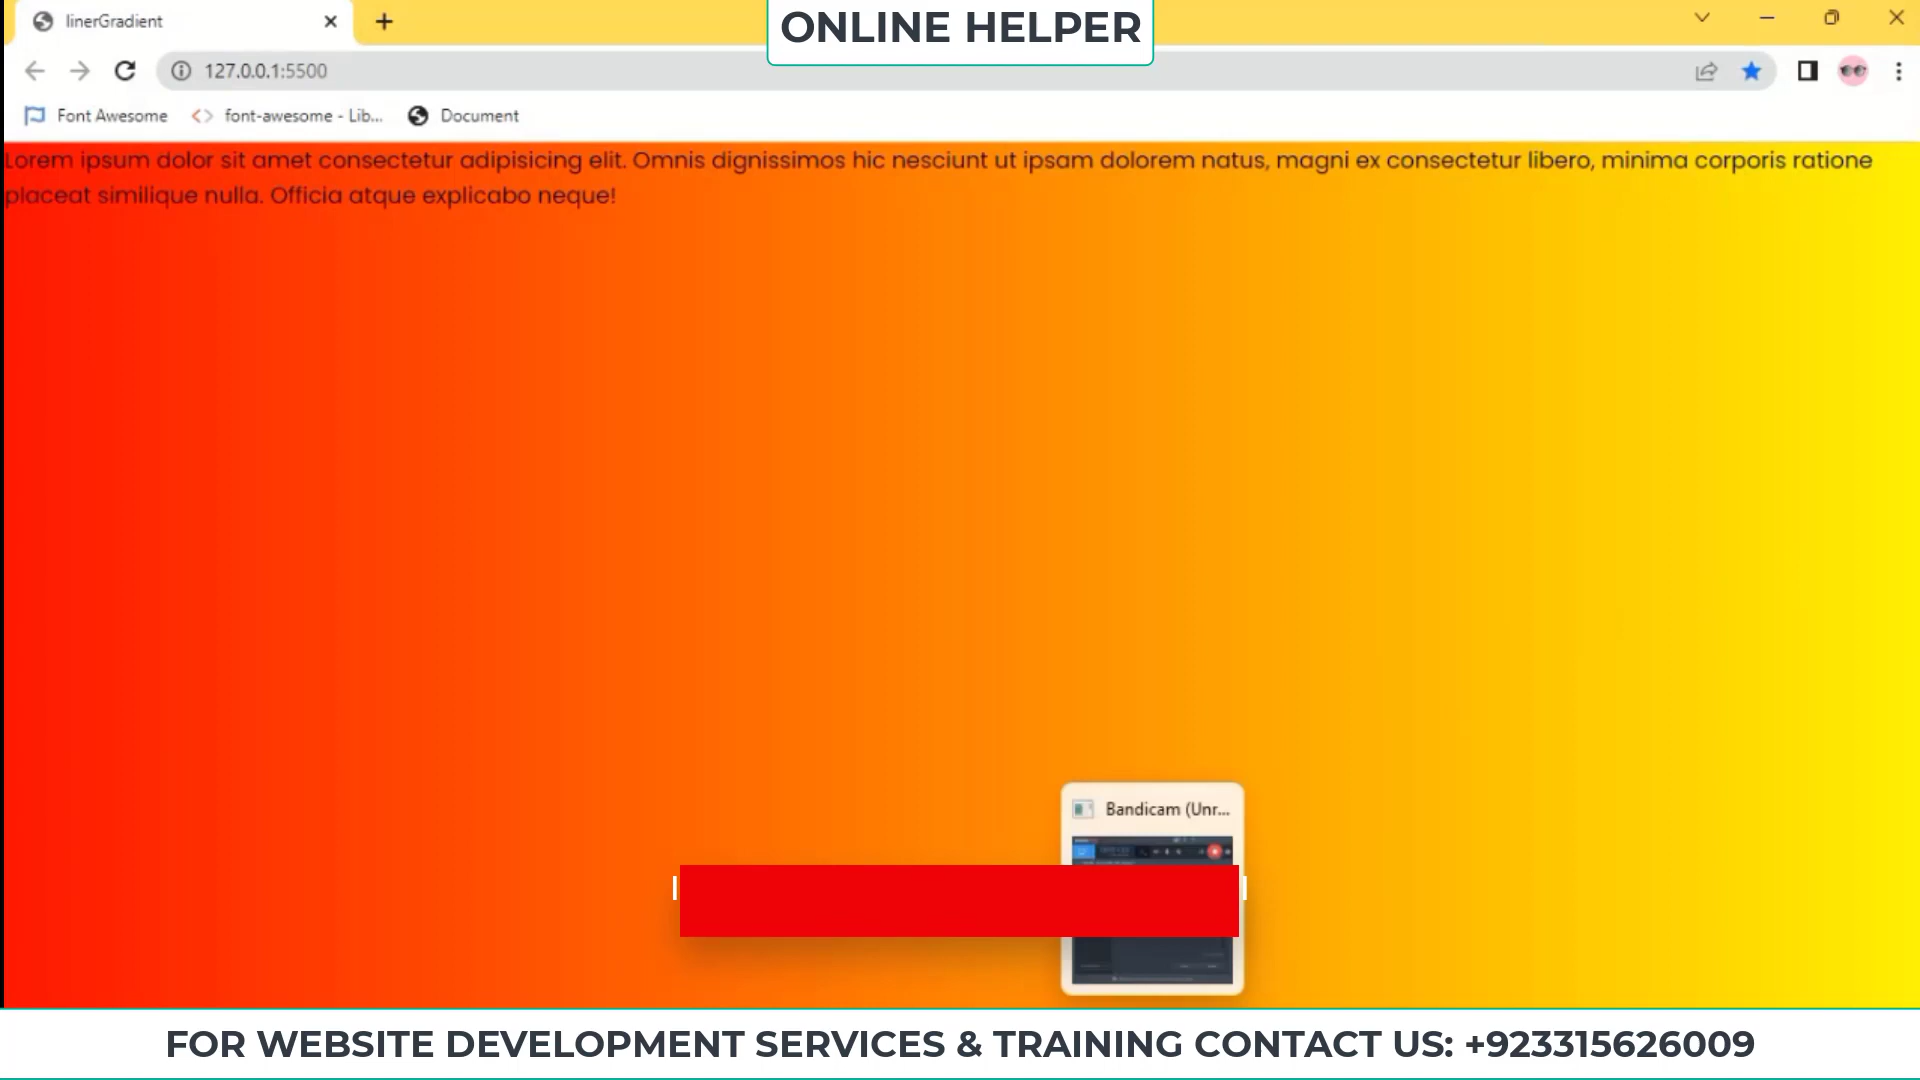 linerGradient
ONLINE HELPER
127.0.0.1:5500
Font Awesome
font-awesome - Lib...
Document
Lorem ipsum dolor sit amet consectetur adipisicing elit. Omnis dignissimos hic nesciunt ut ipsam dolorem natus, magni ex consectetur libero, minima corporis ratione
placeat similique nulla. Officia atque explicabo neque!
Bandicam (Unr...
FOR WEBSITE DEVELOPMENT SERVICES & TRAINING CONTACT US: +923315626009